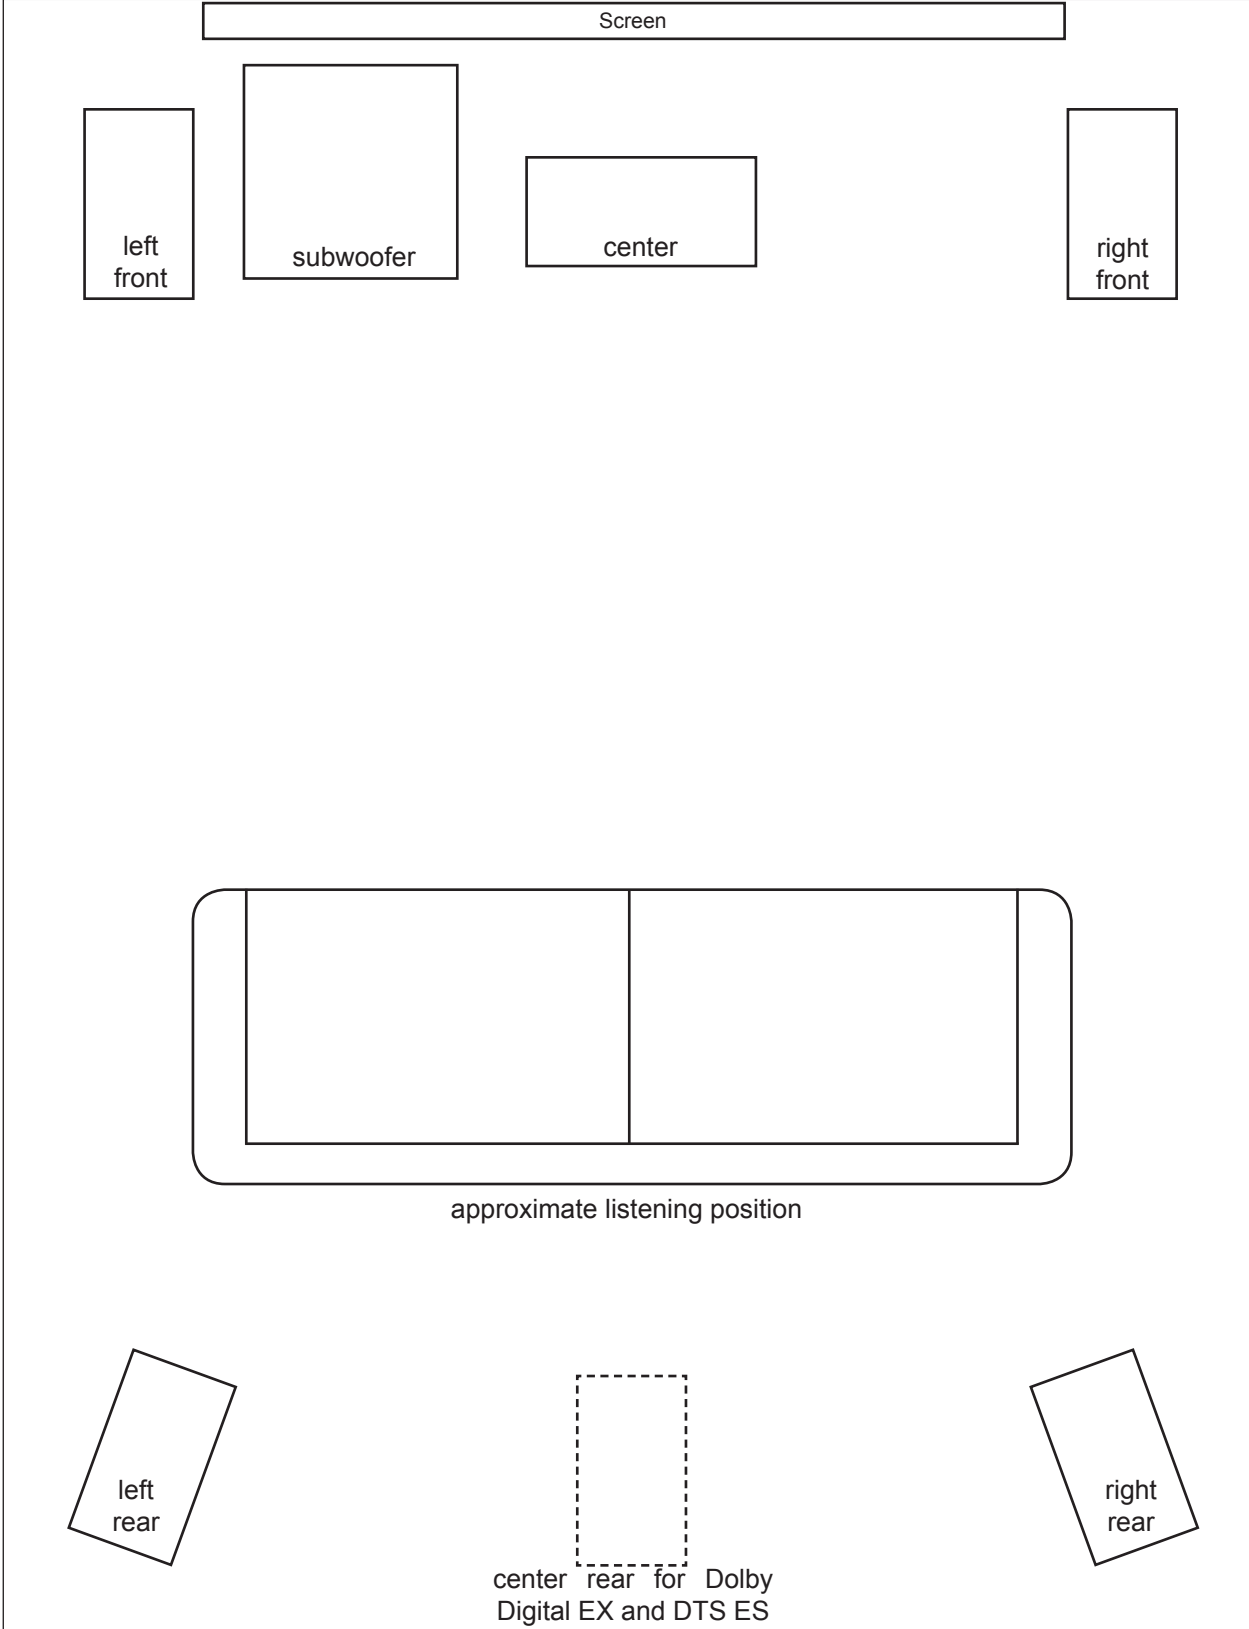 Screen
left
front
subwoofer
center
right
front
approximate listening position
left
rear
right
rear
center rear for Dolby
Digital EX and DTS ES